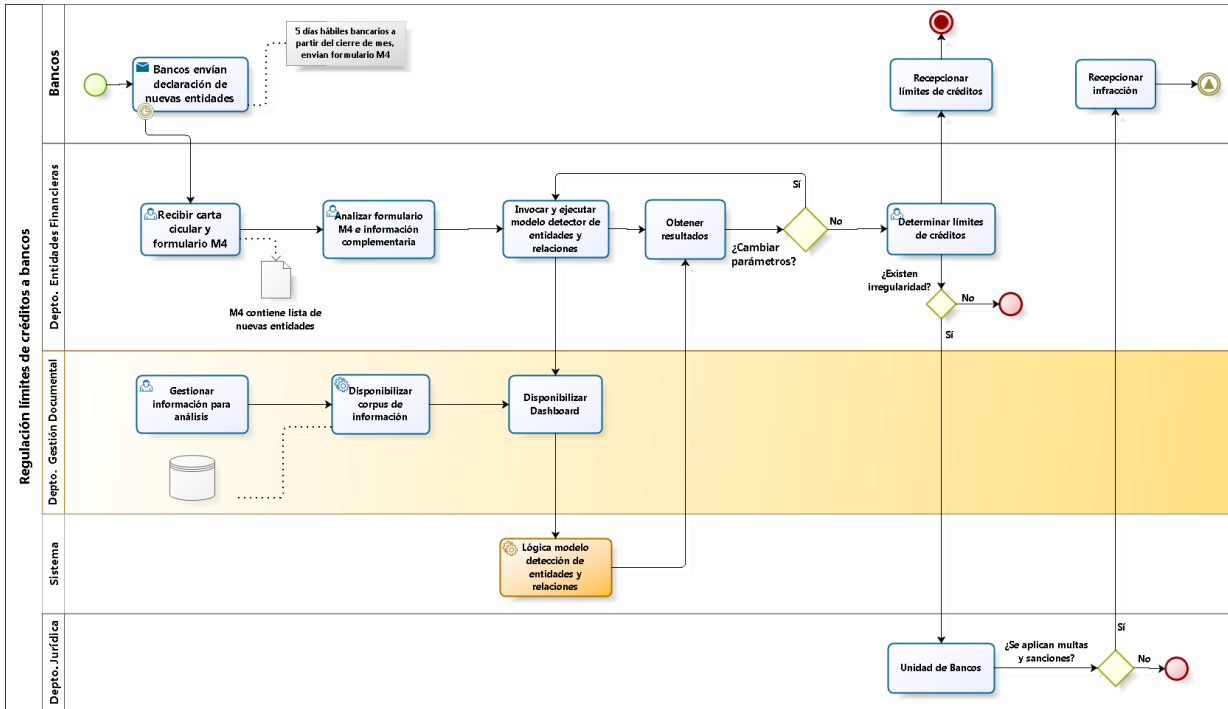 Regulación límites de créditos a bancos
Bancos
5 días hábiles bancarios a
partir del cierre de mes,
envian formulario M4
Bancos envían
declaración de
nuevas entidades
Recepcionar
límites de créditos
Recepcionar
infracción
Depto. Entidades Financieras
Recibir carta
cicular y
formulario M4
M4 contiene lista de
nuevas entidades
Analizar formulario
M4 e información
complementaria
Invocar y ejecutar
modelo detector de
entidades y
relaciones
Obtener
resultados
¿Cambiar
parámetros?
Sí
No
Determinar límites
de créditos
¿Existen
irregularidad?
No
Sí
Depto. Gestión Documental
Gestionar
información para
análisis
Disponibilizar
corpus de
información
Disponibilizar
Dashboard
Sistema
Lógica modelo
detección de
entidades y
relaciones
Depto. Jurídica
Unidad de Bancos
¿Se aplican multas
y sanciones?
Sí
No